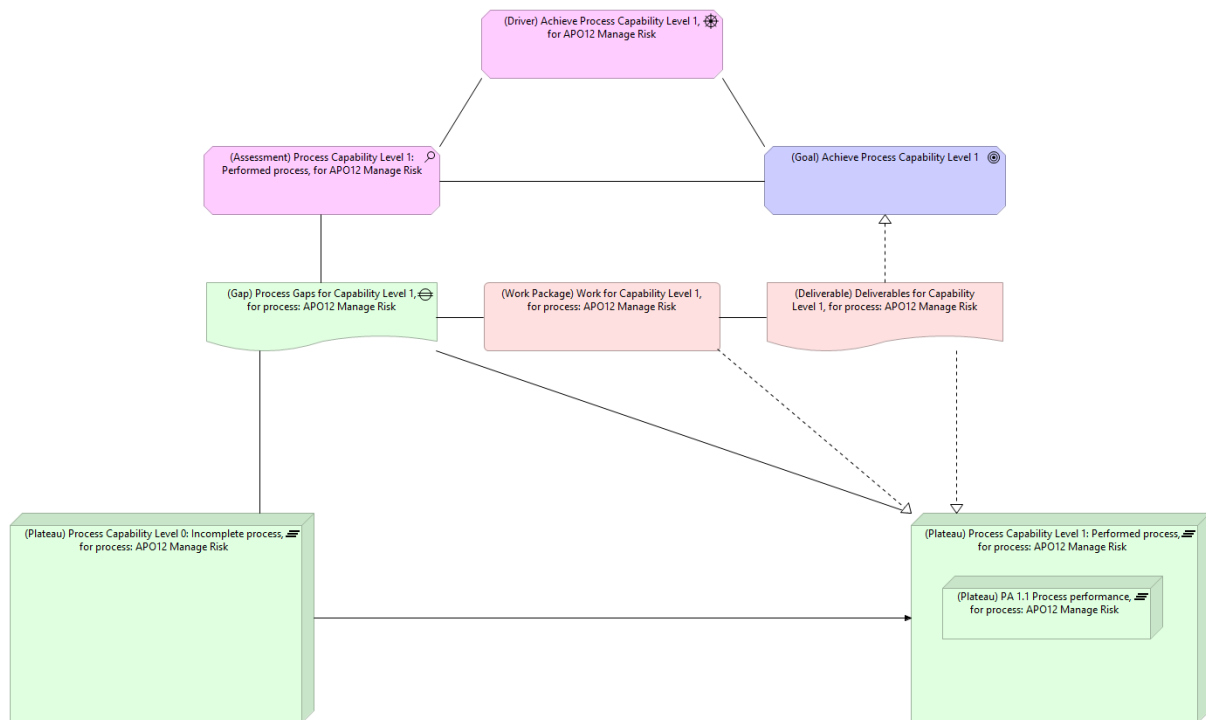 (Driver) Achieve Process Capability Level 1,
for APO12 Manage Risk
(Assessment) Process Capability Level 1:
Performed process, for APO12 Manage Risk
(Goal) Achieve Process Capability Level 1
(Gap) Process Gaps for Capability Level 1,
for process: APO12 Manage Risk
(Work Package) Work for Capability Level 1,
for process: APO12 Manage Risk
(Deliverable) Deliverables for Capability
Level 1, for process: APO12 Manage Risk
(Plateau) Process Capability Level 0: Incomplete process,
for process: APO12 Manage Risk
(Plateau) Process Capability Level 1: Performed process,
for process: APO12 Manage Risk
(Plateau) PA 1.1 Process performance,
for process: APO12 Manage Risk